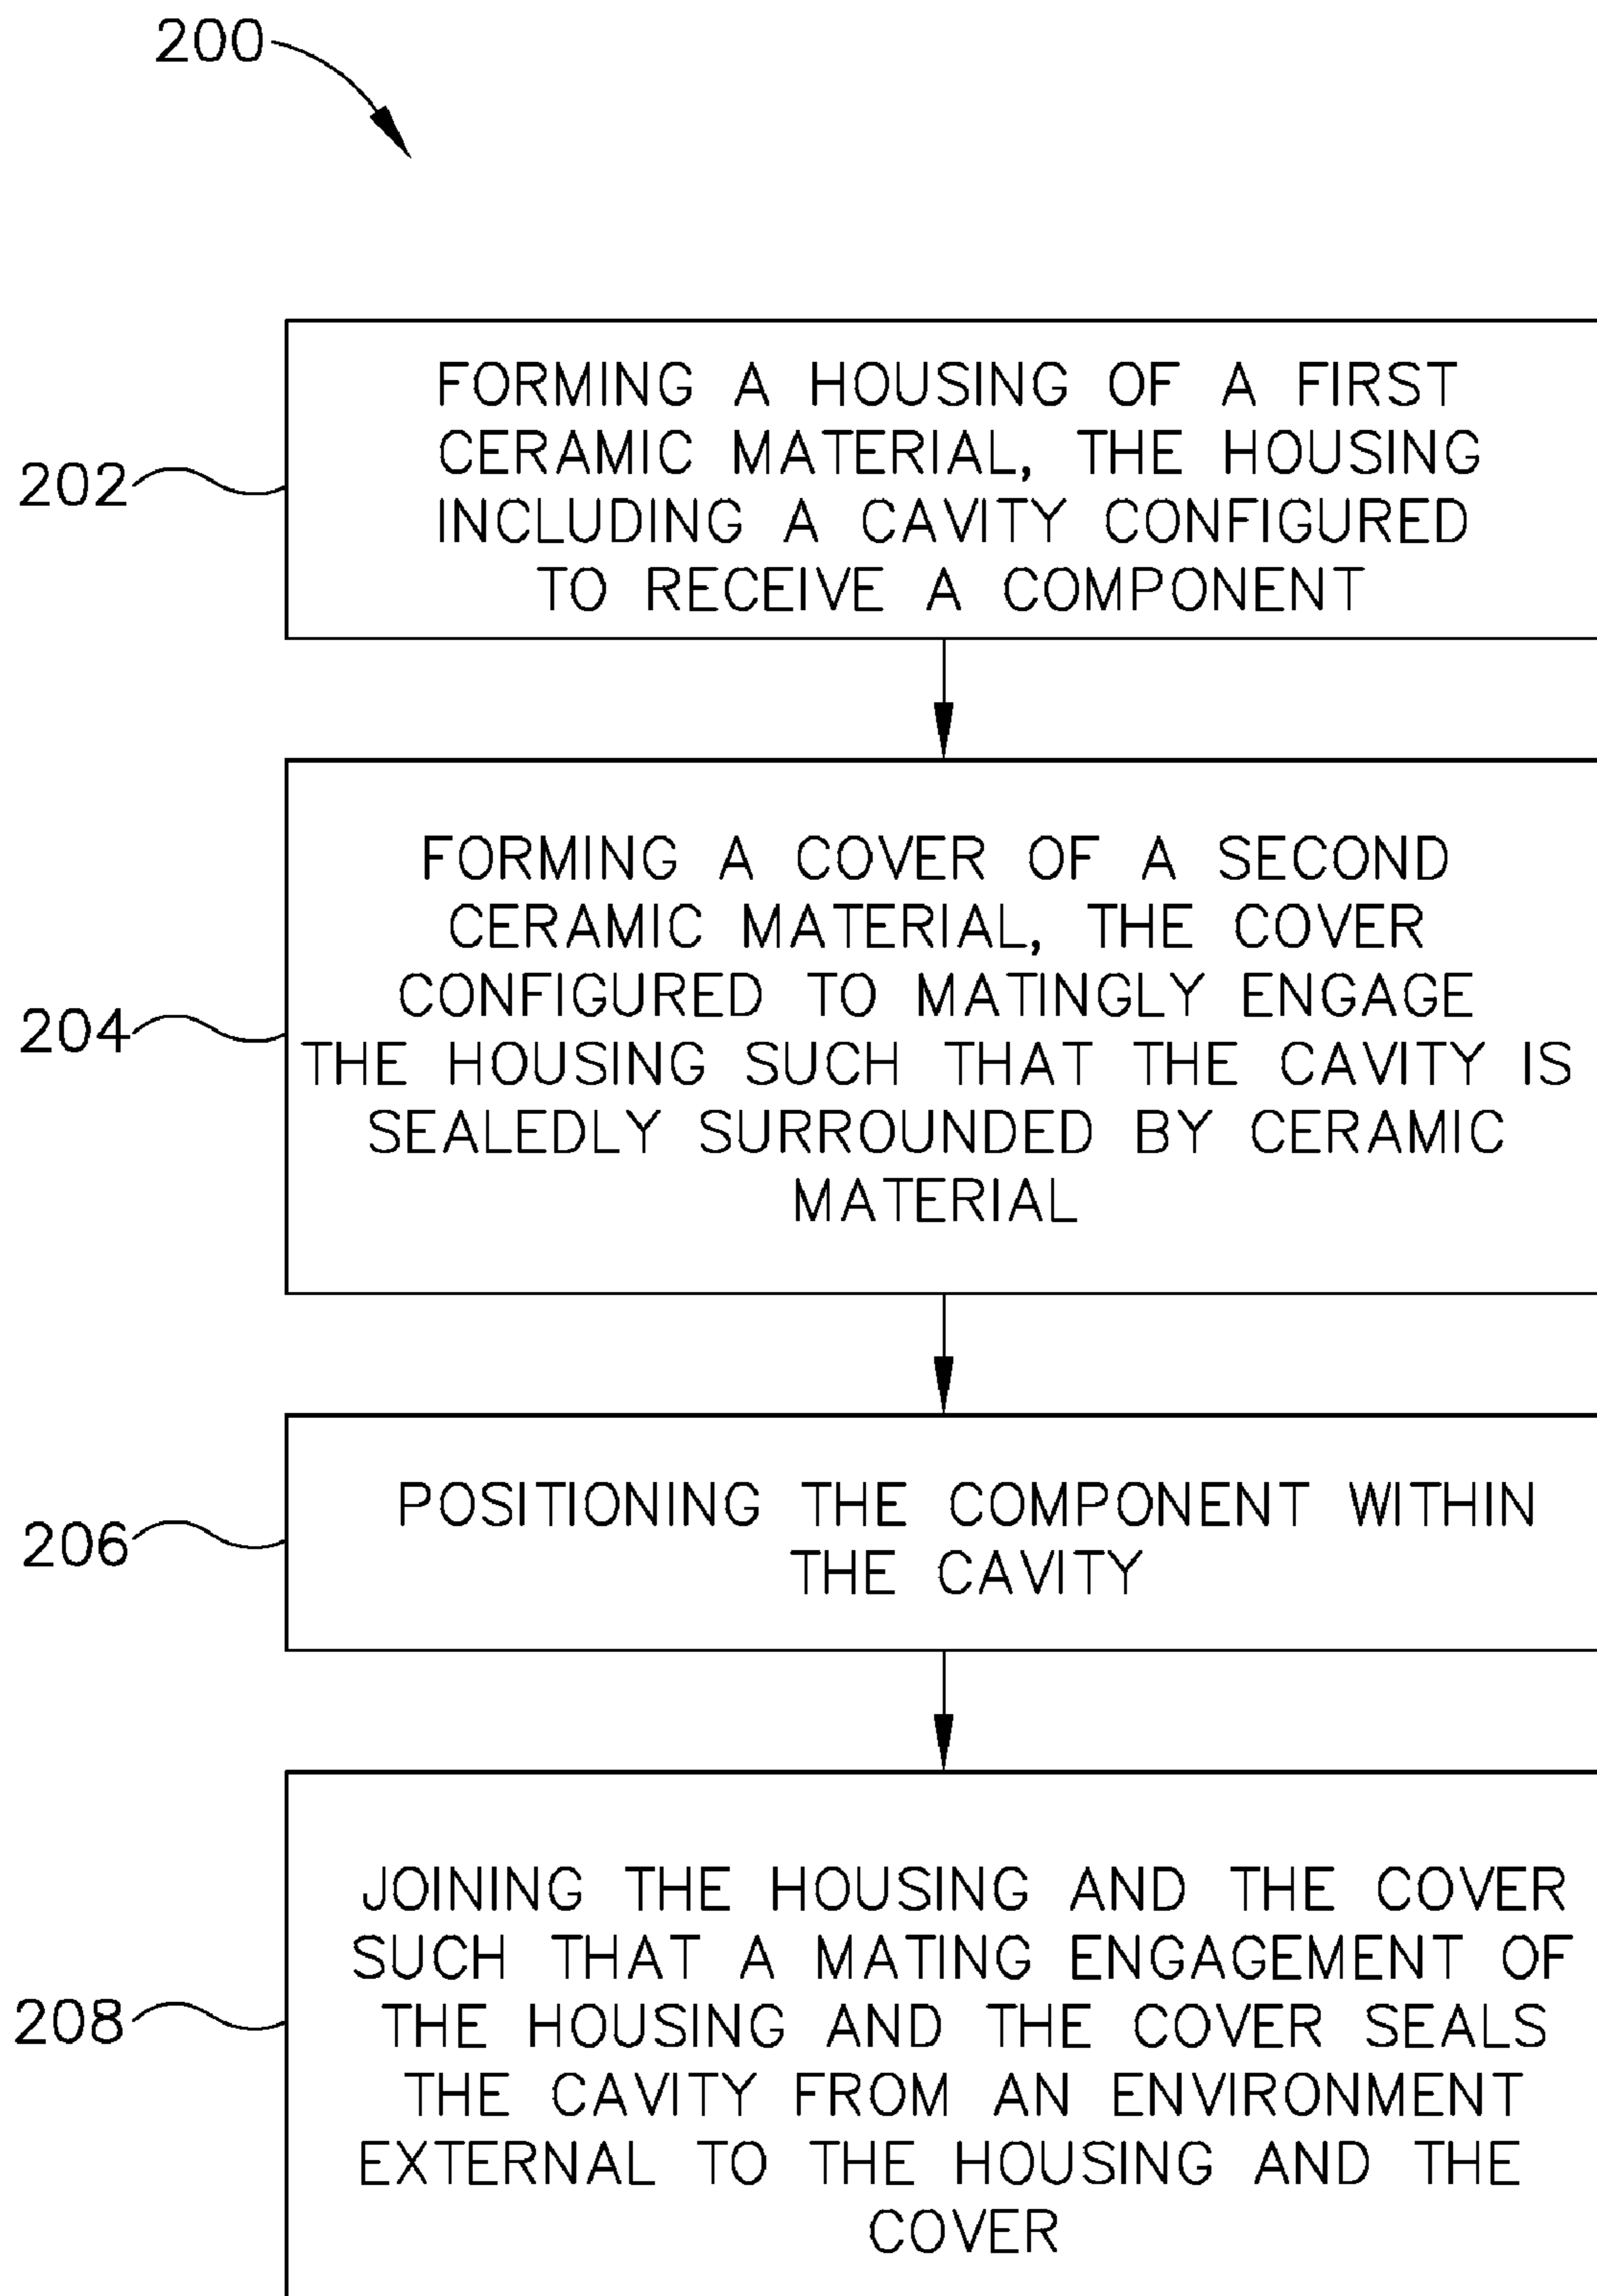 200
202
FORMING A HOUSING OF A FIRST
CERAMIC MATERIAL, THE HOUSING
INCLUDING A CAVITY CONFIGURED
TO RECEIVE A COMPONENT
204
FORMING A COVER OF A SECOND
CERAMIC MATERIAL, THE COVER
CONFIGURED TO MATINGLY ENGAGE
THE HOUSING SUCH THAT THE CAVITY IS
SEALEDLY SURROUNDED BY CERAMIC
MATERIAL
206
POSITIONING THE COMPONENT WITHIN
THE CAVITY
208
JOINING THE HOUSING AND THE COVER
SUCH THAT A MATING ENGAGEMENT OF
THE HOUSING AND THE COVER SEALS
THE CAVITY FROM AN ENVIRONMENT
EXTERNAL TO THE HOUSING AND THE
COVER